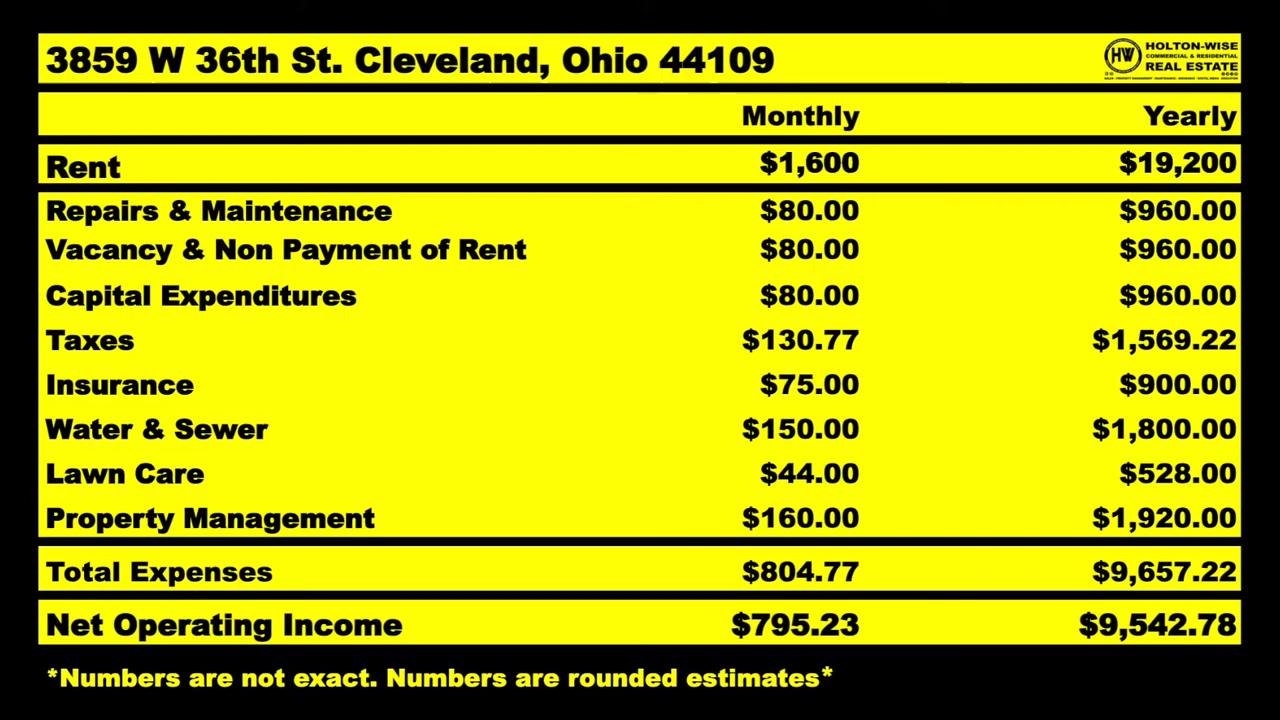 3859 W 36th St. Cleveland, Ohio 44109
HW
HOLTON-WISE
COMMERCIAL & RESIDENTIAL
REAL ESTATE
Monthly Yearly
Rent $1,600 $19,200
Repairs & Maintenance $80.00 $960.00
Vacancy & Non Payment of Rent $80.00 $960.00
Capital Expenditures $80.00 $960.00
Taxes $130.77 $1,569.22
Insurance $75.00 $900.00
Water & Sewer $150.00 $1,800.00
Lawn Care $44.00 $528.00
Property Management $160.00 $1,920.00
Total Expenses $804.77 $9,657.22
Net Operating Income $795.23 $9,542.78
*Numbers are not exact. Numbers are rounded estimates*